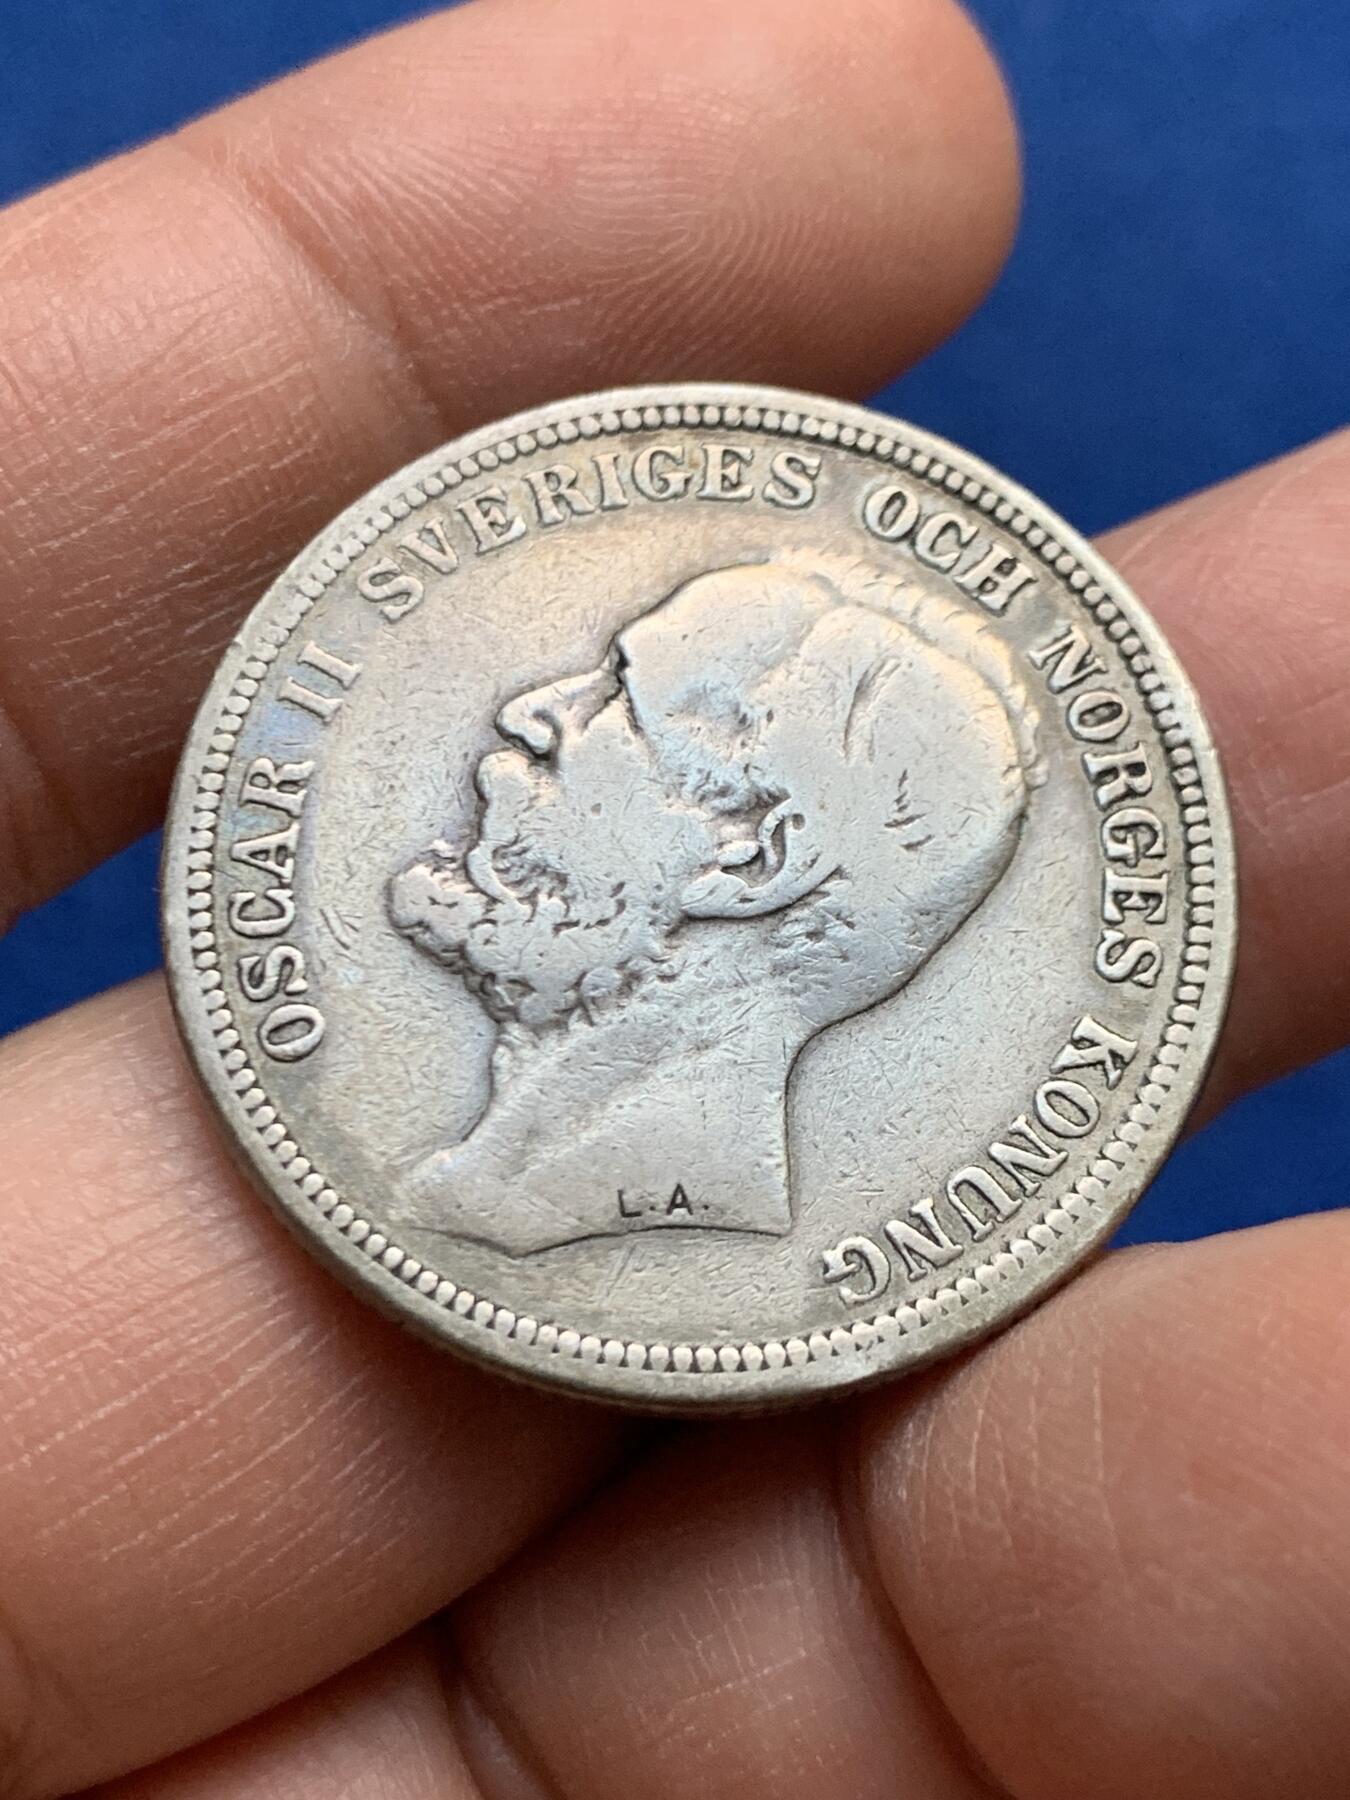 OSCAR II SVERIGES OCH NORGES KONUNG
L.A.